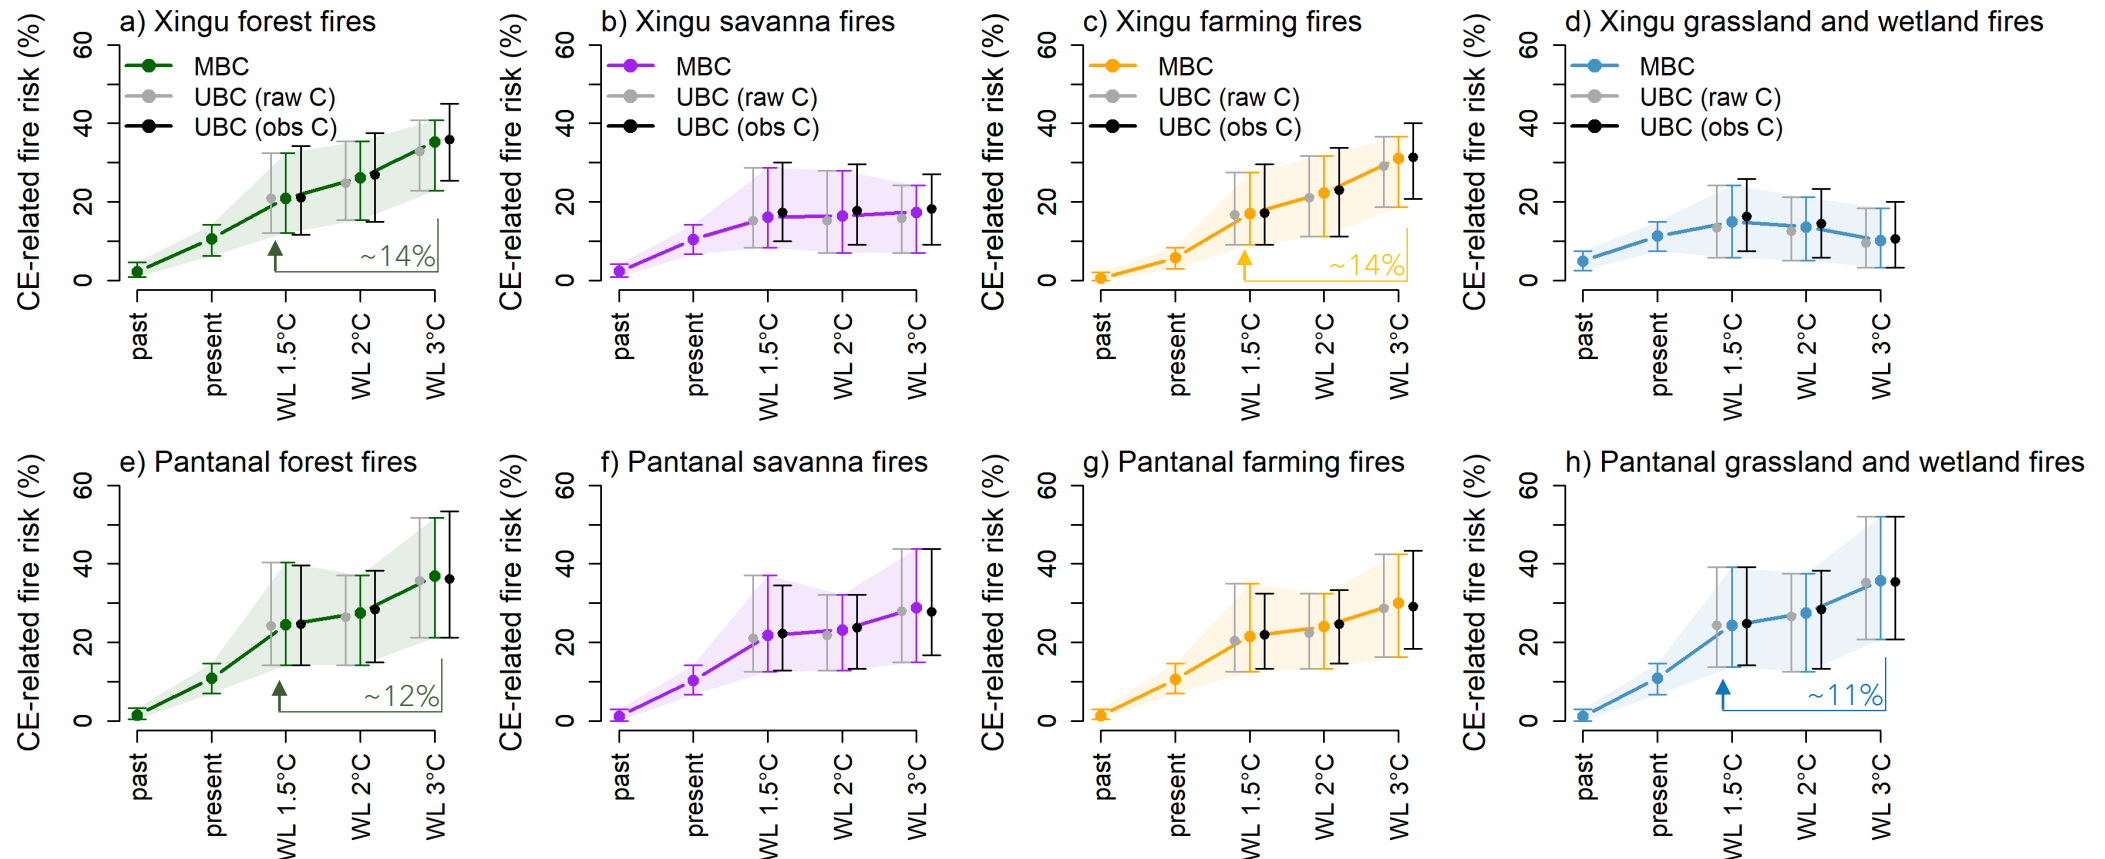 a) Xingu forest fires
CE-related fire risk (%)
60
40
20
0
MBC
UBC (raw C)
UBC (obs C)
~14%
past
present
WL 1.5°C
WL 2°C
WL 3°C
b) Xingu savanna fires
CE-related fire risk (%)
60
40
20
0
MBC
UBC (raw C)
UBC (obs C)
past
present
WL 1.5°C
WL 2°C
WL 3°C
c) Xingu farming fires
CE-related fire risk (%)
60
40
20
0
MBC
UBC (raw C)
UBC (obs C)
~14%
past
present
WL 1.5°C
WL 2°C
WL 3°C
d) Xingu grassland and wetland fires
CE-related fire risk (%)
60
40
20
0
MBC
UBC (raw C)
UBC (obs C)
past
present
WL 1.5°C
WL 2°C
WL 3°C
e) Pantanal forest fires
CE-related fire risk (%)
60
40
20
0
~12%
past
present
WL 1.5°C
WL 2°C
WL 3°C
f) Pantanal savanna fires
CE-related fire risk (%)
60
40
20
0
past
present
WL 1.5°C
WL 2°C
WL 3°C
g) Pantanal farming fires
CE-related fire risk (%)
60
40
20
0
past
present
WL 1.5°C
WL 2°C
WL 3°C
h) Pantanal grassland and wetland fires
CE-related fire risk (%)
60
40
20
0
~11%
past
present
WL 1.5°C
WL 2°C
WL 3°C